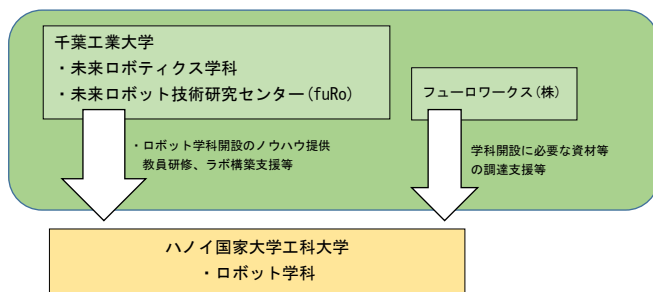 千葉工業大学
・未来ロボティクス学科
・未来ロボット技術研究センター(fuRo)
フューロワークス(株)
・ロボット学科開設のノウハウ提供
教員研修、ラボ構築支援等
学科開設に必要な資材等
の調達支援等
ハノイ国家大学工科大学
・ロボット学科